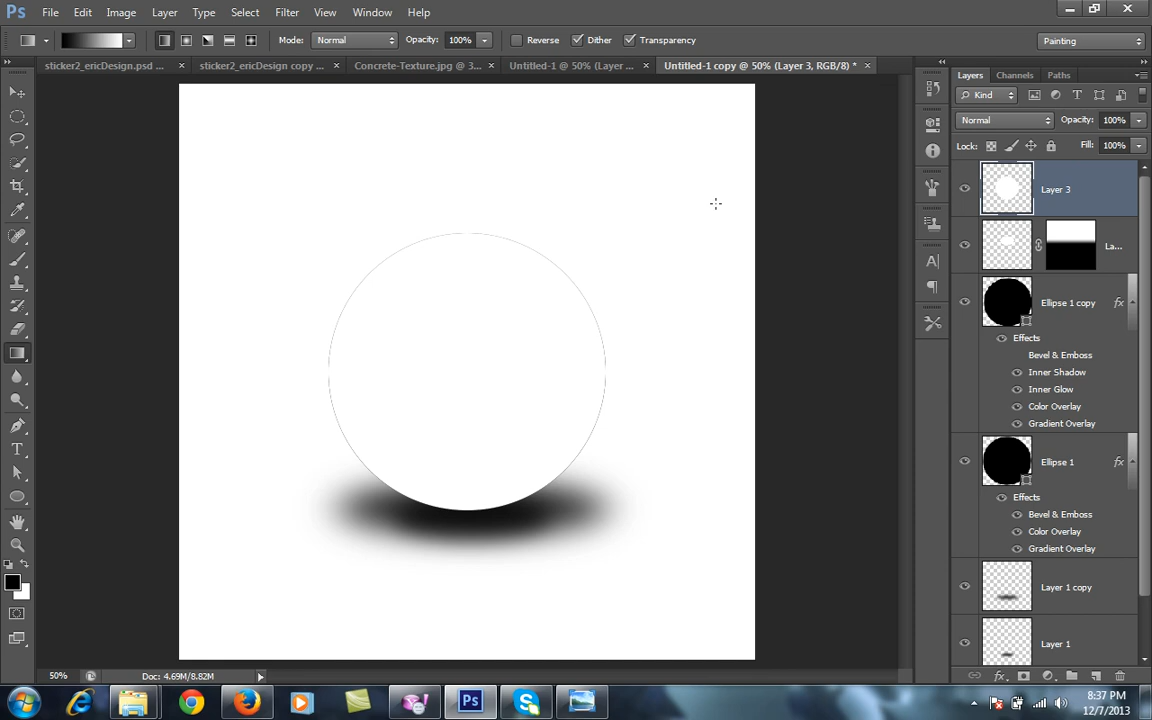 Ps File Edit Image Layer Type Select Filter View Window Help
Mode: Normal Opacity: 100% Reverse Dither Transparency Painting
sticker2_ericDesign.psd ... × sticker2_ericDesign copy ... × Concrete-Texture.jpg @ 3... × Untitled-1 @ 50% (Layer ... × Untitled-1 copy @ 50% (Layer 3, RGB/8) * ×
Layers Channels Paths
Kind
Normal Opacity: 100%
Lock: Fill: 100%
Layer 3
La...
Ellipse 1 copy fx
Effects
Bevel & Emboss
Inner Shadow
Inner Glow
Color Overlay
Gradient Overlay
Ellipse 1 fx
Effects
Bevel & Emboss
Color Overlay
Gradient Overlay
Layer 1 copy
Layer 1
50% Doc: 4.69M/8.82M
8:37 PM
12/7/2013